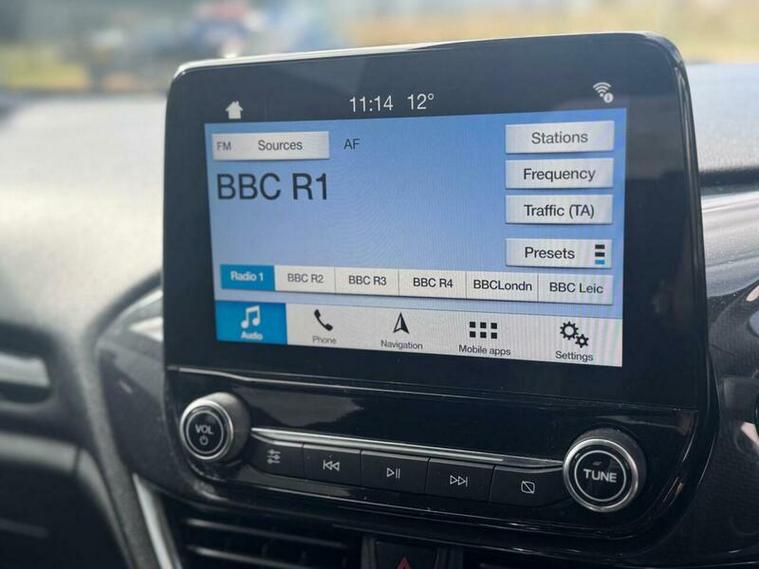 11:14 12°
FM Sources AF
Stations
BBC R1
Frequency
Traffic (TA)
Presets
Radio 1 BBC R2 BBC R3 BBC R4 BBCLondn BBC Leic
Audio Phone Navigation Mobile apps Settings
VOL
TUNE